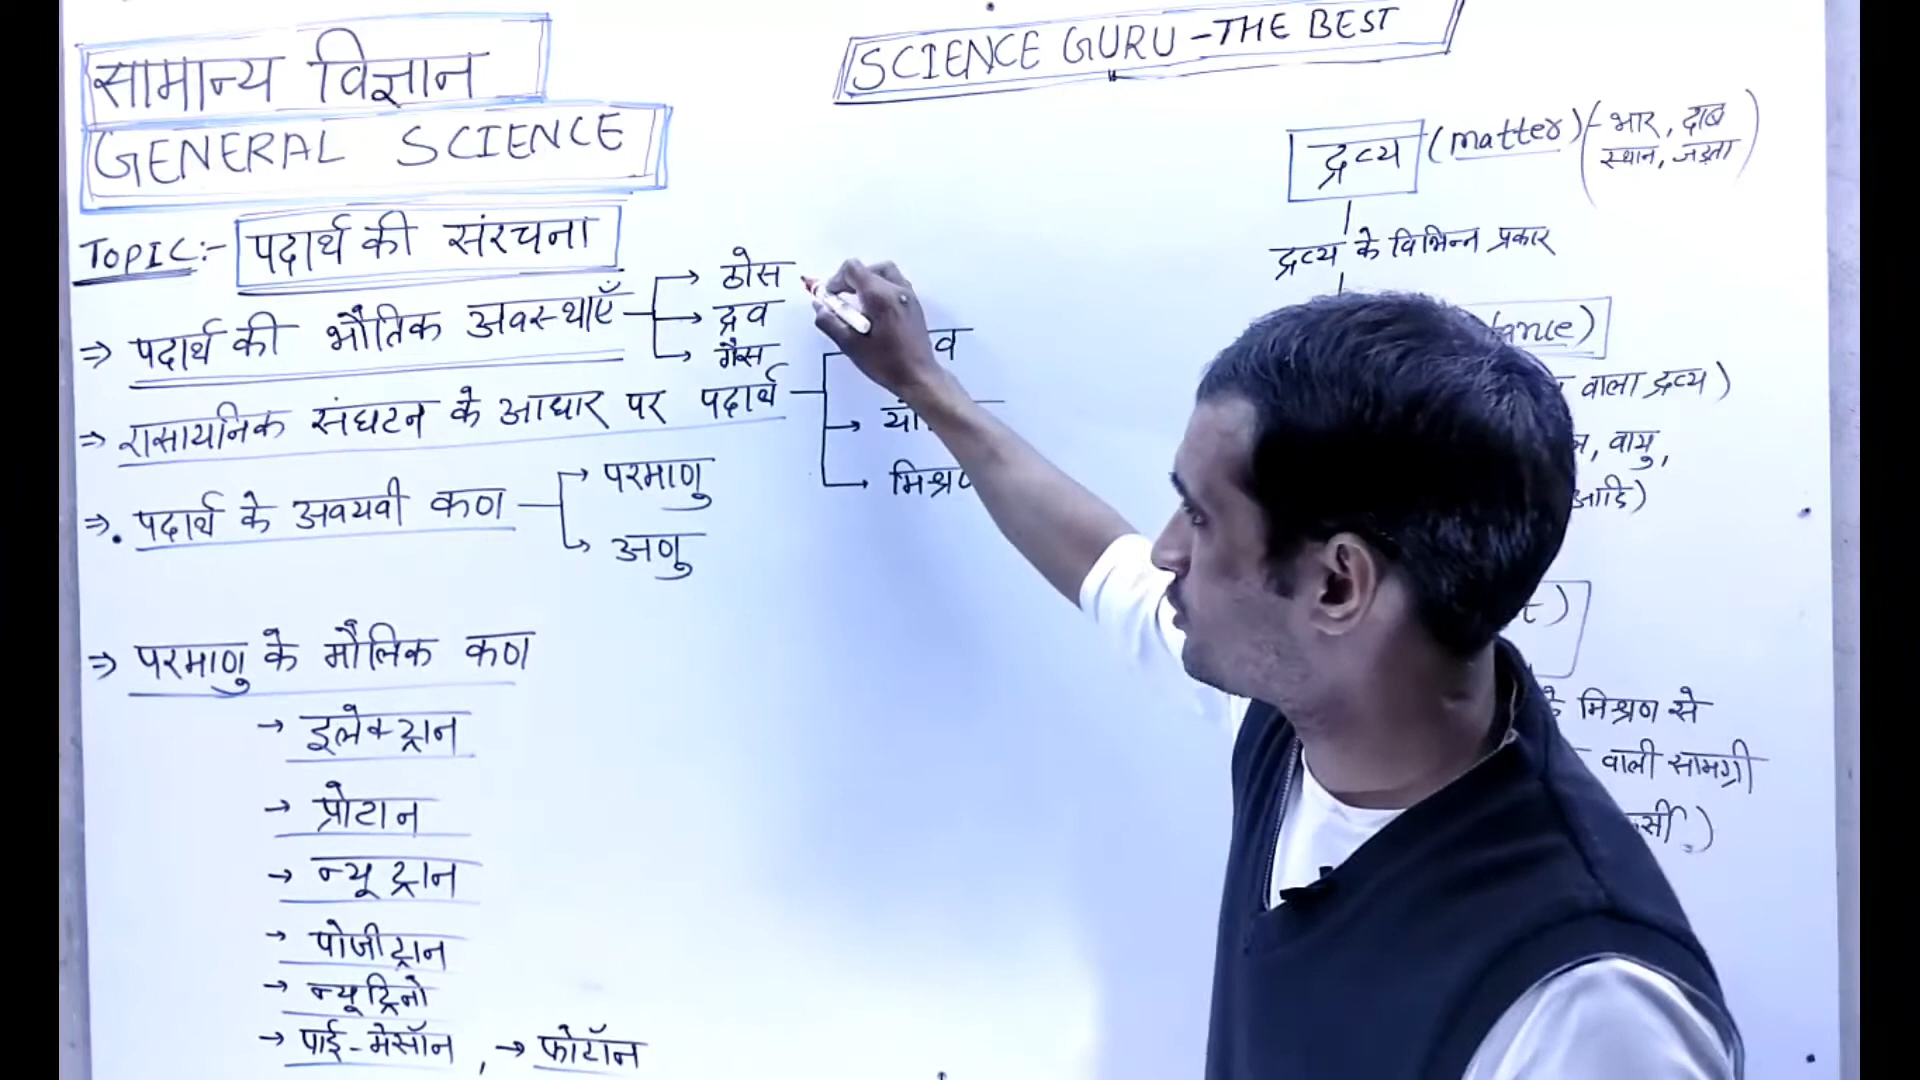 सामान्य विज्ञान
GENERAL SCIENCE
SCIENCE GURU - THE BEST
TOPIC:- पदार्थ की संरचना
⇒ पदार्थ की भौतिक अवस्थाएँ
→ ठोस
→ द्रव
→ गैस
⇒ रासायनिक संघटन के आधार पर पदार्थ
→ मिश्रण
⇒ पदार्थ के अवयवी कण
→ परमाणु
→ अणु
⇒ परमाणु के मौलिक कण
→ इलेक्ट्रान
→ प्रोटान
→ न्यूट्रान
→ पोजीट्रान
→ न्यूट्रिनो
→ पाई-मेसॉन , → फोटॉन
द्रव्य (matter) (- भार, दाब
स्थान, जड़ता)
द्रव्य के विभिन्न प्रकार
वाला द्रव्य)
, वायु,
आदि)
के मिश्रण से
वाली सामग्री